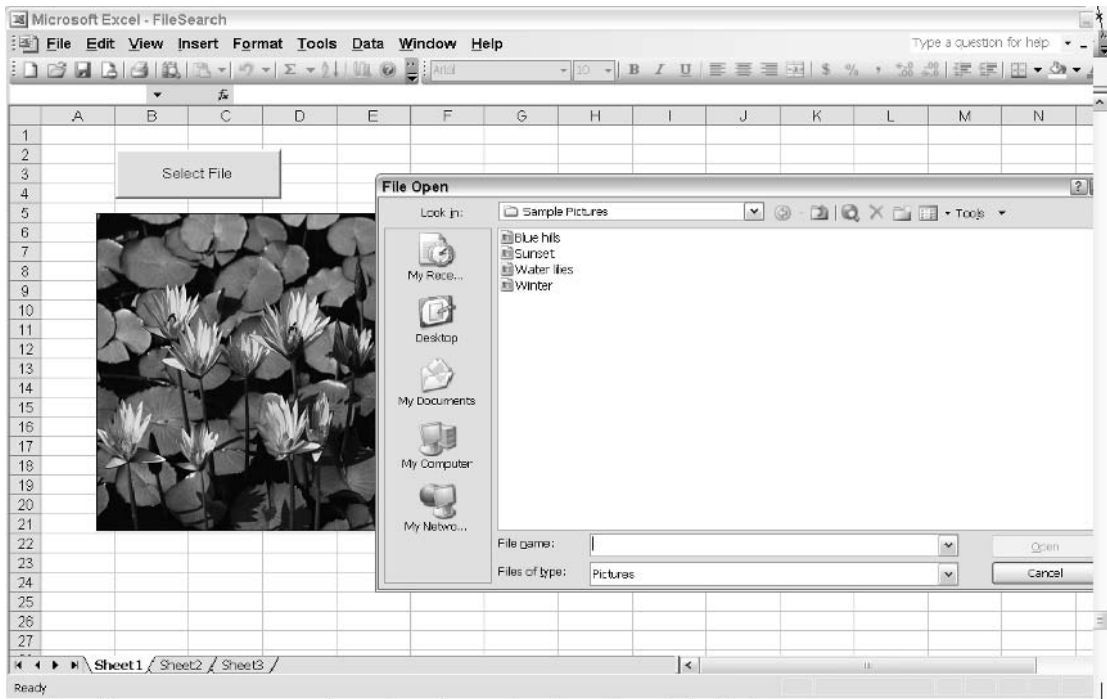 Microsoft Excel - FileSearch
File Edit View Insert Format Tools Data Window Help
Type a question for help
Arial 10 B I U $ % ,
fx
A B C D E F G H I J K L M N
1
2
3
4
5
6
7
8
9
10
11
12
13
14
15
16
17
18
19
20
21
22
23
24
25
26
27
Select File
File Open
Look in: Sample Pictures Tools
Blue hills
Sunset
Water lilies
Winter
My Rece...
Desktop
My Documents
My Computer
My Netwo...
File name: Open
Files of type: Pictures Cancel
Sheet1 Sheet2 Sheet3
Ready